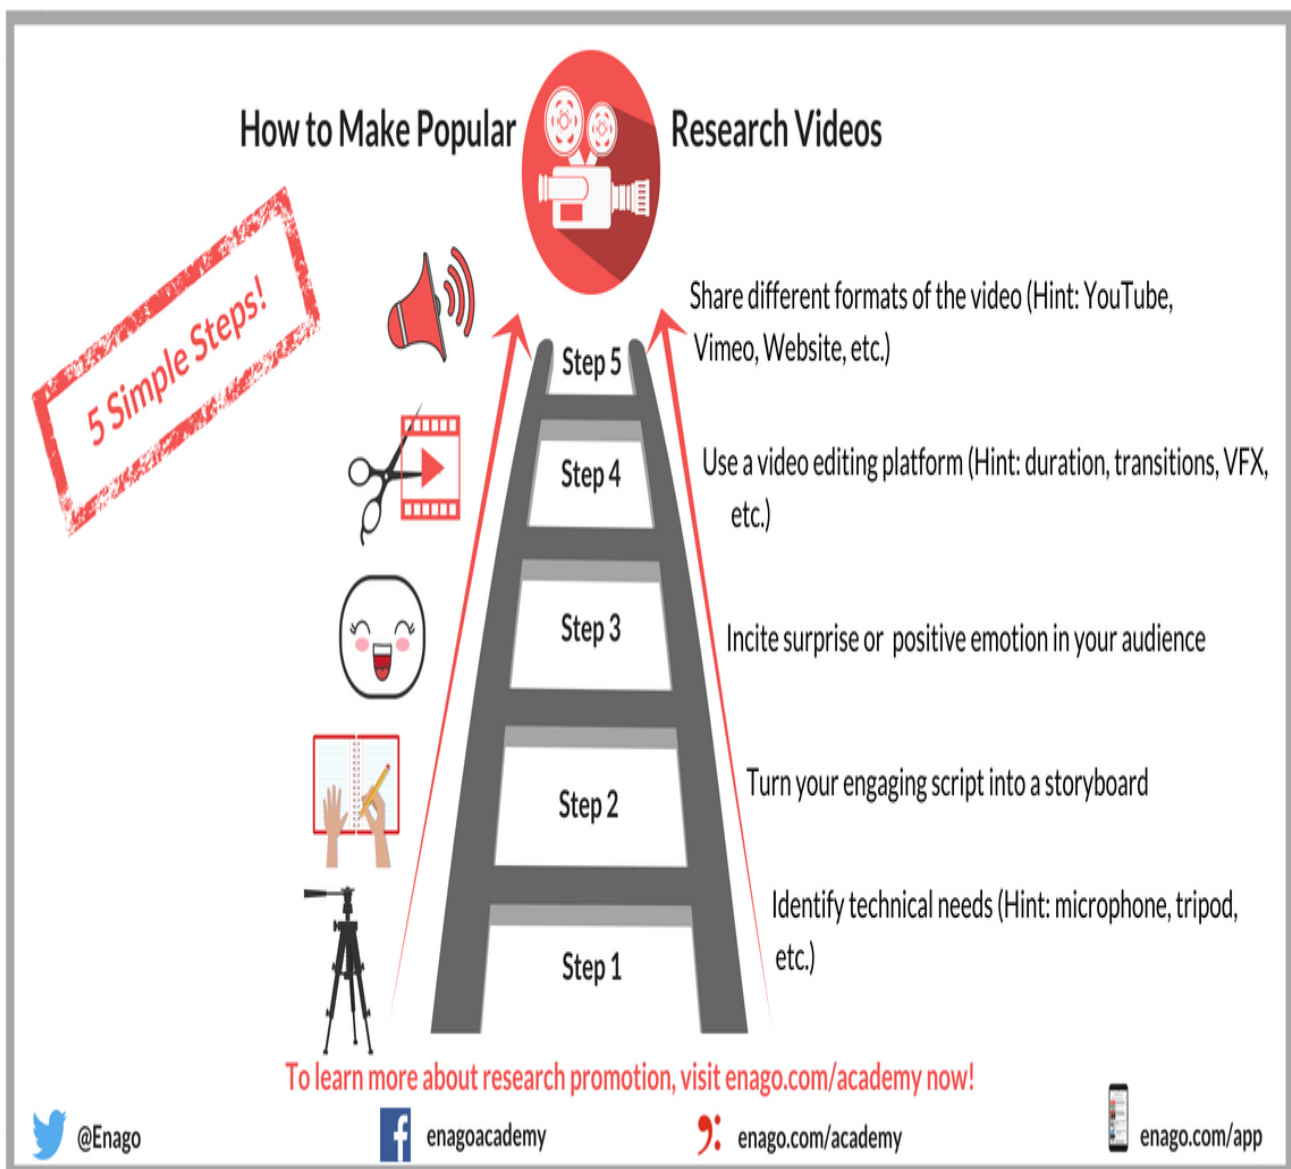 How to Make Popular Research Videos
5 Simple Steps!
Step 5
Share different formats of the video (Hint: YouTube,
Vimeo, Website, etc.)
Step 4
Use a video editing platform (Hint: duration, transitions, VFX,
etc.)
Step 3
Incite surprise or positive emotion in your audience
Step 2
Turn your engaging script into a storyboard
Step 1
Identify technical needs (Hint: microphone, tripod,
etc.)
To learn more about research promotion, visit enago.com/academy now!
@Enago
enagoacademy
enago.com/academy
enago.com/app